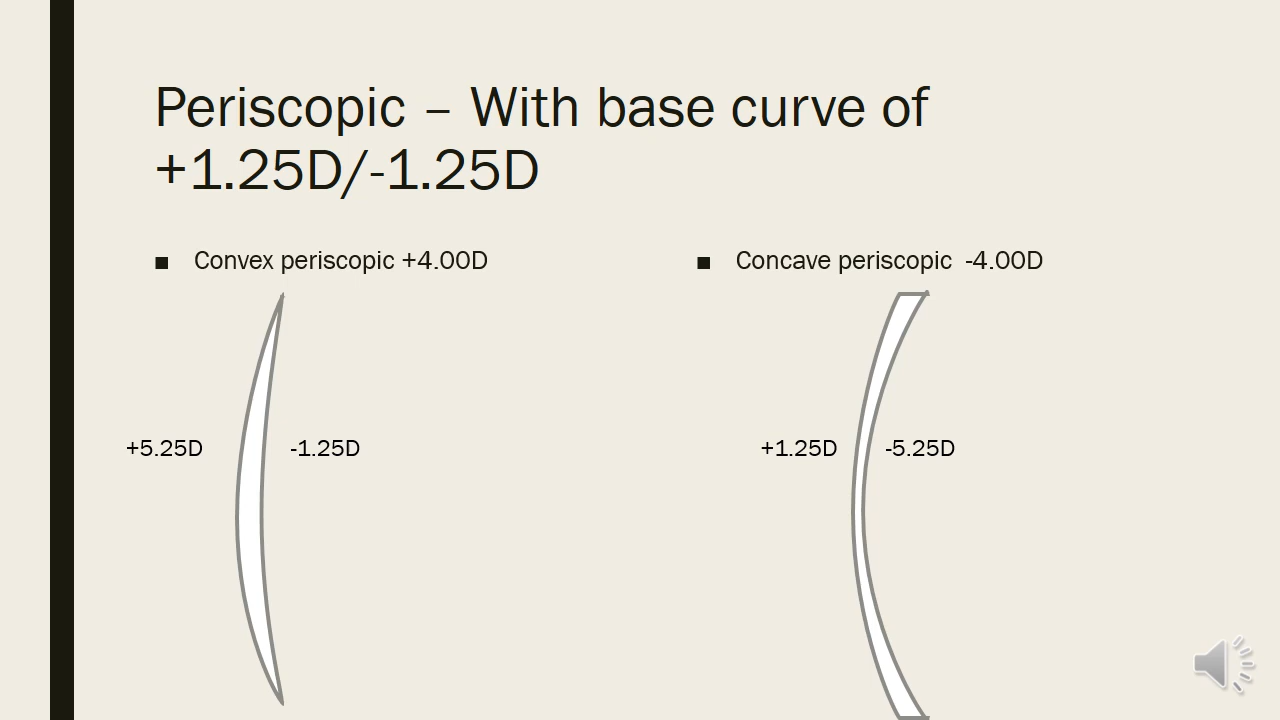 Periscopic – With base curve of
+1.25D/-1.25D
■ Convex periscopic +4.00D
■ Concave periscopic -4.00D
+5.25D
-1.25D
+1.25D
-5.25D